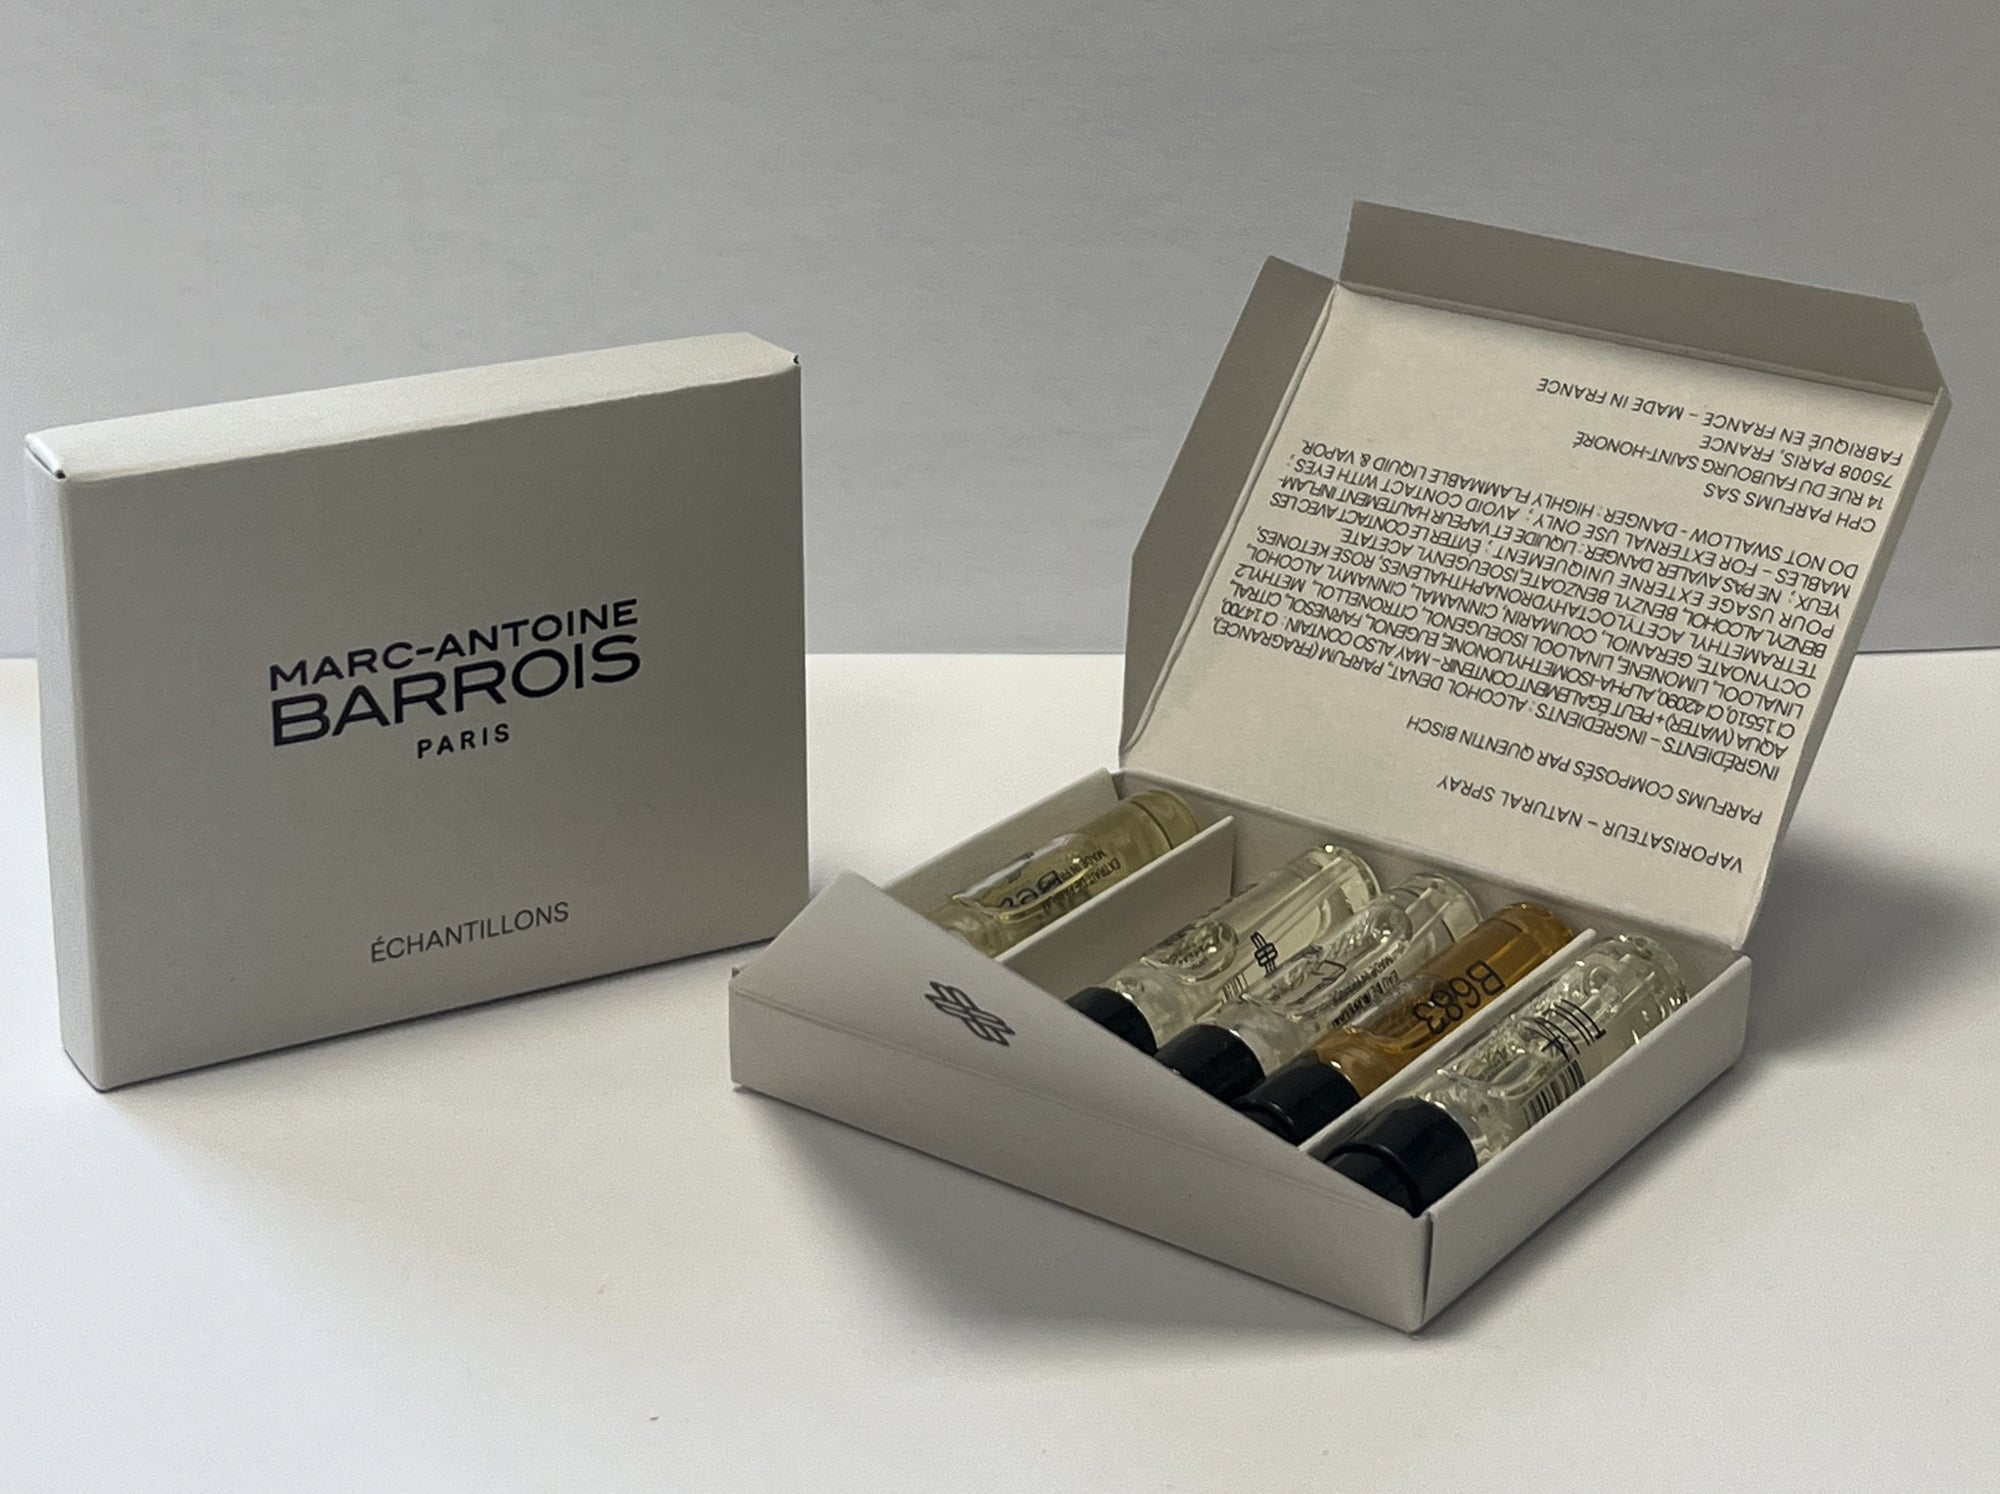 MARC-ANTOINE
BARROIS
PARIS
ÉCHANTILLONS
VAPORISATEUR – NATURAL SPRAY
PARFUMS COMPOSÉS PAR QUENTIN BISCH
INGRÉDIENTS – INGREDIENTS : ALCOHOL DENAT., PARFUM (FRAGRANCE),
AQUA (WATER) + PEUT ÉGALEMENT CONTENIR – MAY ALSO CONTAIN : CI 14700,
CI 15510, CI 42090, ALPHA-ISOMETHYL IONONE, EUGENOL, FARNESOL, CITRAL,
LINALOOL, LIMONENE, LINALOOL, ISOEUGENOL, CITRONELLOL, METHYL 2
OCTYNOATE, GERANIOL, COUMARIN, CINNAMAL, CINNAMYL ALCOHOL,
TETRAMETHYL ACETYLOCTAHYDRONAPHTHALENES, ROSE KETONES,
BENZYL ALCOHOL, BENZYL BENZOATE, ISOEUGENYL ACETATE
POUR L'USAGE EXTERNE UNIQUEMENT ; ÉVITER LE CONTACT AVEC LES
YEUX ; NE PAS AVALER DANGER : LIQUIDE ET VAPEUR HAUTEMENT INFLAM-
MABLES – FOR EXTERNAL USE ONLY ; AVOID CONTACT WITH EYES ;
DO NOT SWALLOW - DANGER : HIGHLY FLAMMABLE LIQUID & VAPOR.
CPH PARFUMS SAS
14 RUE DU FAUBOURG SAINT-HONORÉ
75008 PARIS, FRANCE
FABRIQUÉ EN FRANCE – MADE IN FRANCE
B683
TILIA